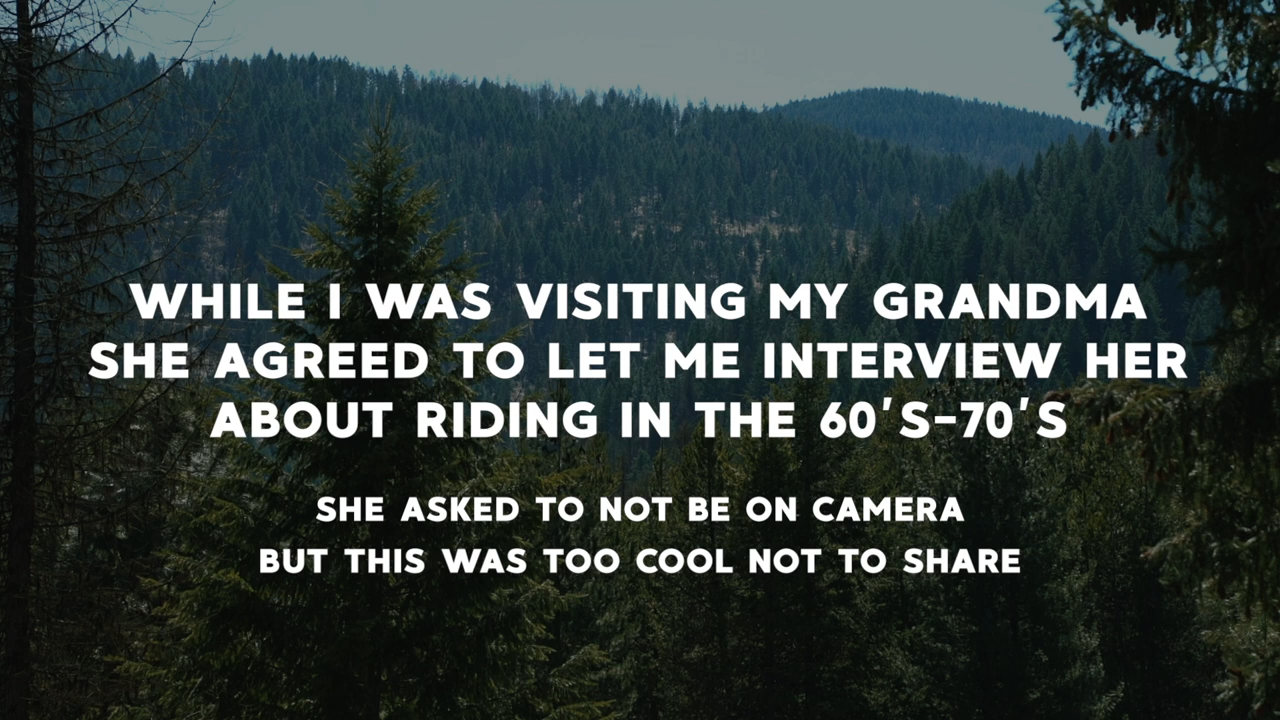 WHILE I WAS VISITING MY GRANDMA
SHE AGREED TO LET ME INTERVIEW HER
ABOUT RIDING IN THE 60'S-70'S
SHE ASKED TO NOT BE ON CAMERA
BUT THIS WAS TOO COOL NOT TO SHARE